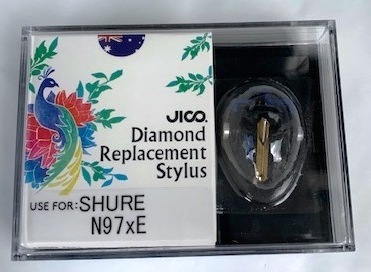 JICO.
Diamond
Replacement
Stylus
USE FOR: SHURE
N97xE